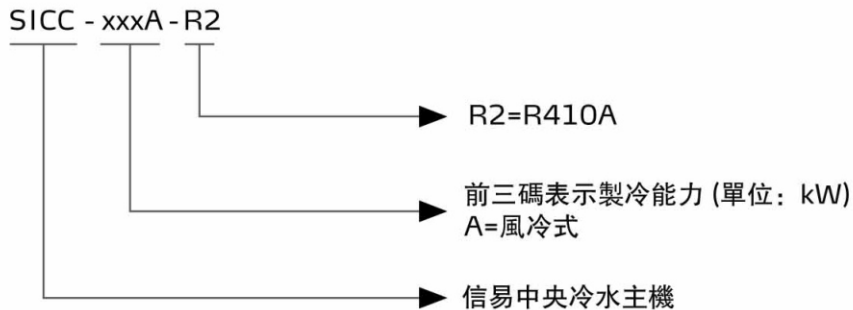 SICC - xxxA - R2
R2=R410A
前三碼表示製冷能力 (單位：kW)
A=風冷式
信易中央冷水主機